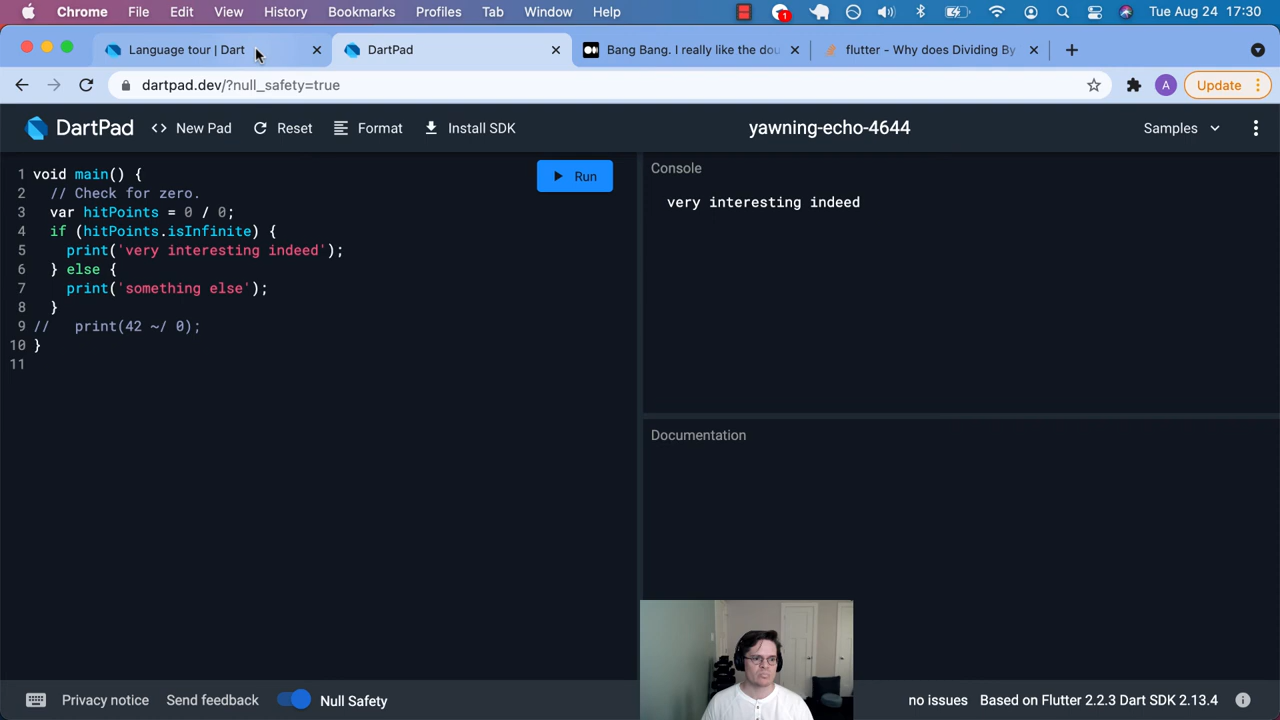 Chrome File Edit View History Bookmarks Profiles Tab Window Help 1 Tue Aug 24 17:30
Language tour | Dart
DartPad
Bang Bang. I really like the dou
flutter - Why does Dividing By
dartpad.dev/?null_safety=true
A
Update
DartPad
<> New Pad
Reset
Format
Install SDK
yawning-echo-4644
Samples
1 void main() {
2 // Check for zero.
3 var hitPoints = 0 / 0;
4 if (hitPoints.isInfinite) {
5 print('very interesting indeed');
6 } else {
7 print('something else');
8 }
9 // print(42 ~/ 0);
10 }
11
Run
Console
very interesting indeed
Documentation
Privacy notice
Send feedback
Null Safety
no issues
Based on Flutter 2.2.3 Dart SDK 2.13.4